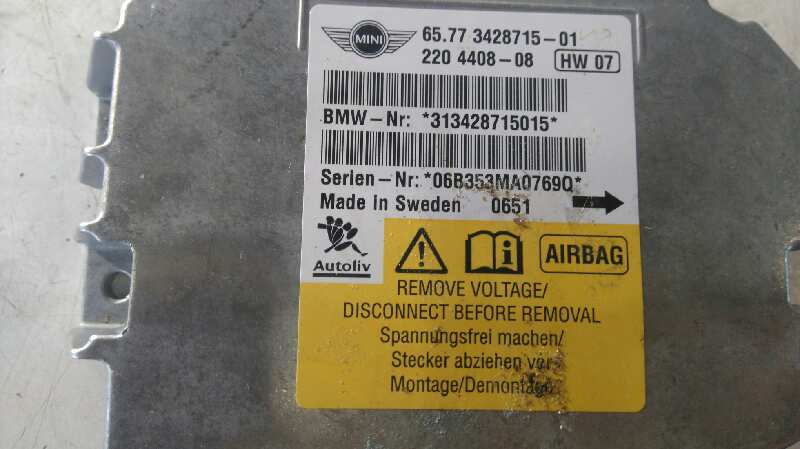 MINI
65.77 3428715-01
220 4408-08 HW 07
BMW-Nr: *313428715015*
Serien-Nr: *06B353MA0769Q*
Made in Sweden 0651
Autoliv
AIRBAG
REMOVE VOLTAGE/
DISCONNECT BEFORE REMOVAL
Spannungsfrei machen/
Stecker abziehen vor
Montage/Demontage